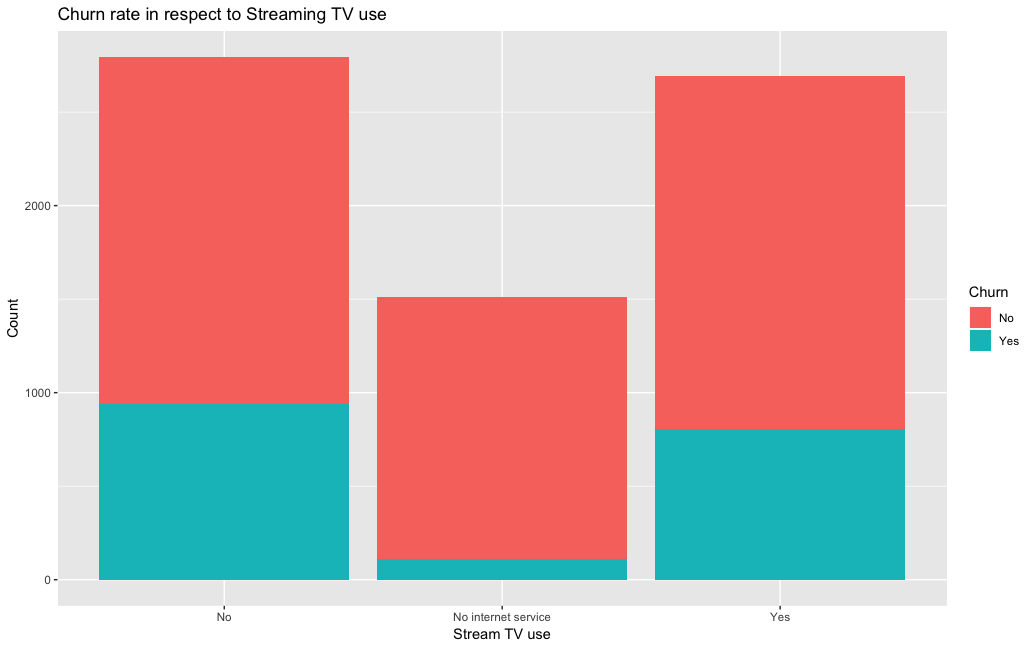 Churn rate in respect to Streaming TV use
Count
2000
1000
0
No
No internet service
Yes
Stream TV use
Churn
No
Yes